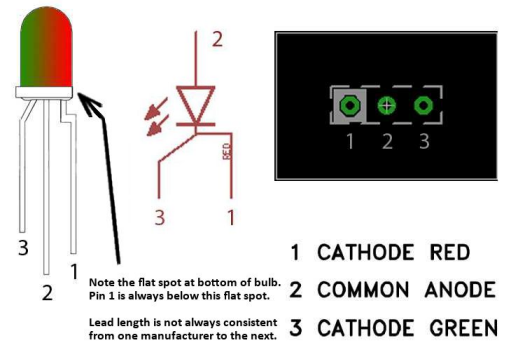 2
RED
3
1
1 2 3
3
2
1
Note the flat spot at bottom of bulb.
Pin 1 is always below this flat spot.
Lead length is not always consistent
from one manufacturer to the next.
1 CATHODE RED
2 COMMON ANODE
3 CATHODE GREEN